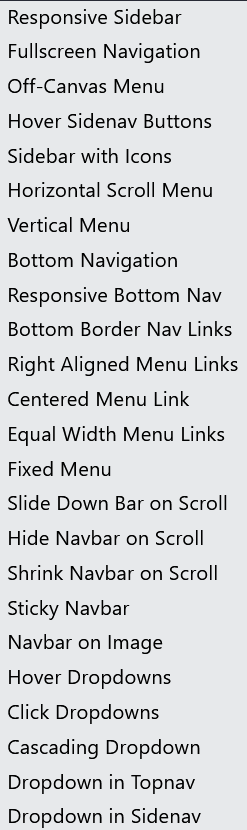 Responsive Sidebar
Fullscreen Navigation
Off-Canvas Menu
Hover Sidenav Buttons
Sidebar with Icons
Horizontal Scroll Menu
Vertical Menu
Bottom Navigation
Responsive Bottom Nav
Bottom Border Nav Links
Right Aligned Menu Links
Centered Menu Link
Equal Width Menu Links
Fixed Menu
Slide Down Bar on Scroll
Hide Navbar on Scroll
Shrink Navbar on Scroll
Sticky Navbar
Navbar on Image
Hover Dropdowns
Click Dropdowns
Cascading Dropdown
Dropdown in Topnav
Dropdown in Sidenav